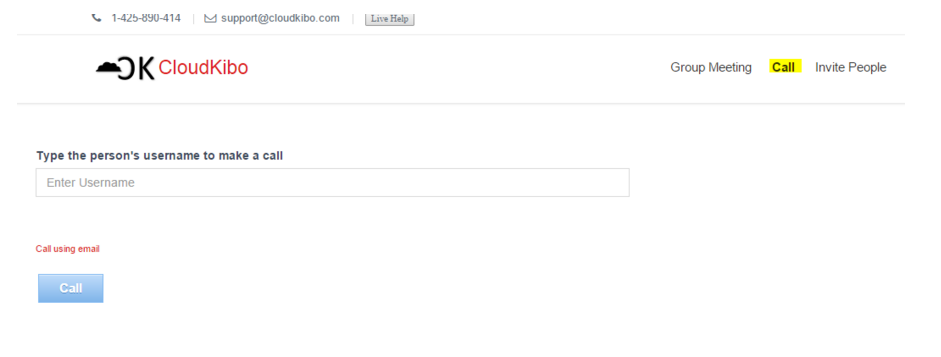 1-425-890-414 | support@cloudkibo.com | Live Help
CK CloudKibo
Group Meeting Call Invite People
Type the person's username to make a call
Enter Username
Call using email
Call